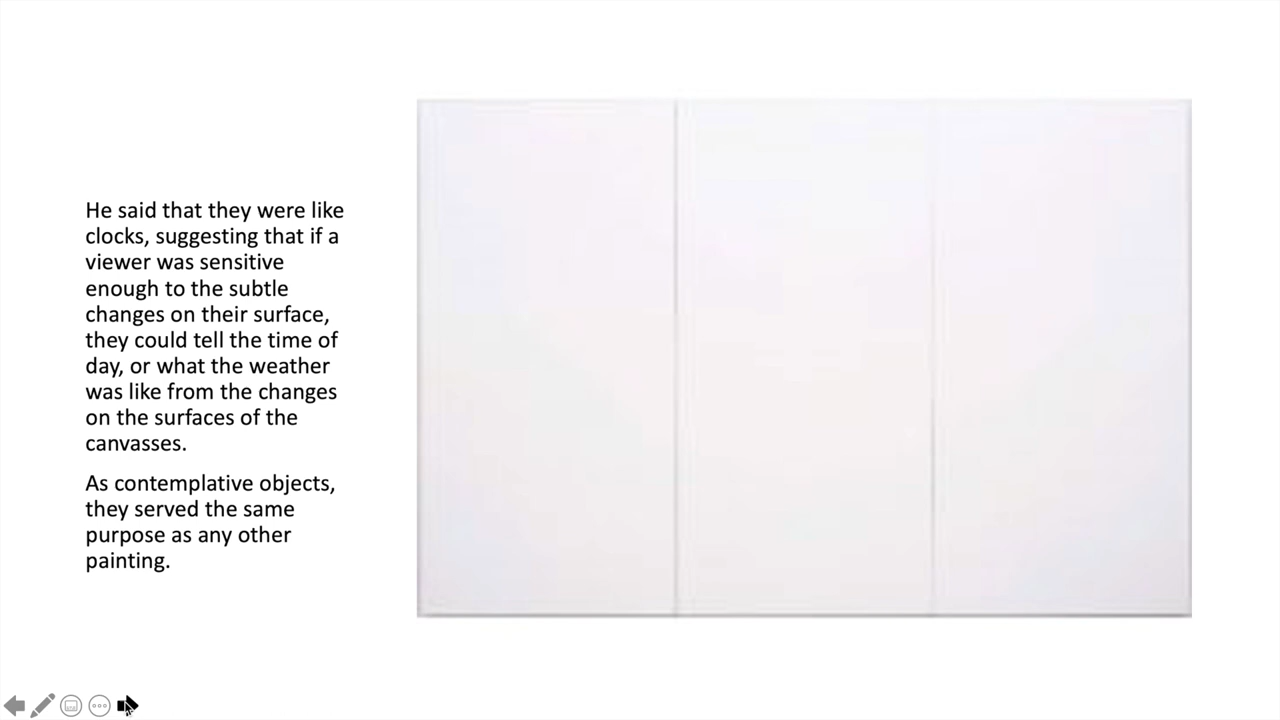 He said that they were like
clocks, suggesting that if a
viewer was sensitive
enough to the subtle
changes on their surface,
they could tell the time of
day, or what the weather
was like from the changes
on the surfaces of the
canvasses.
As contemplative objects,
they served the same
purpose as any other
painting.